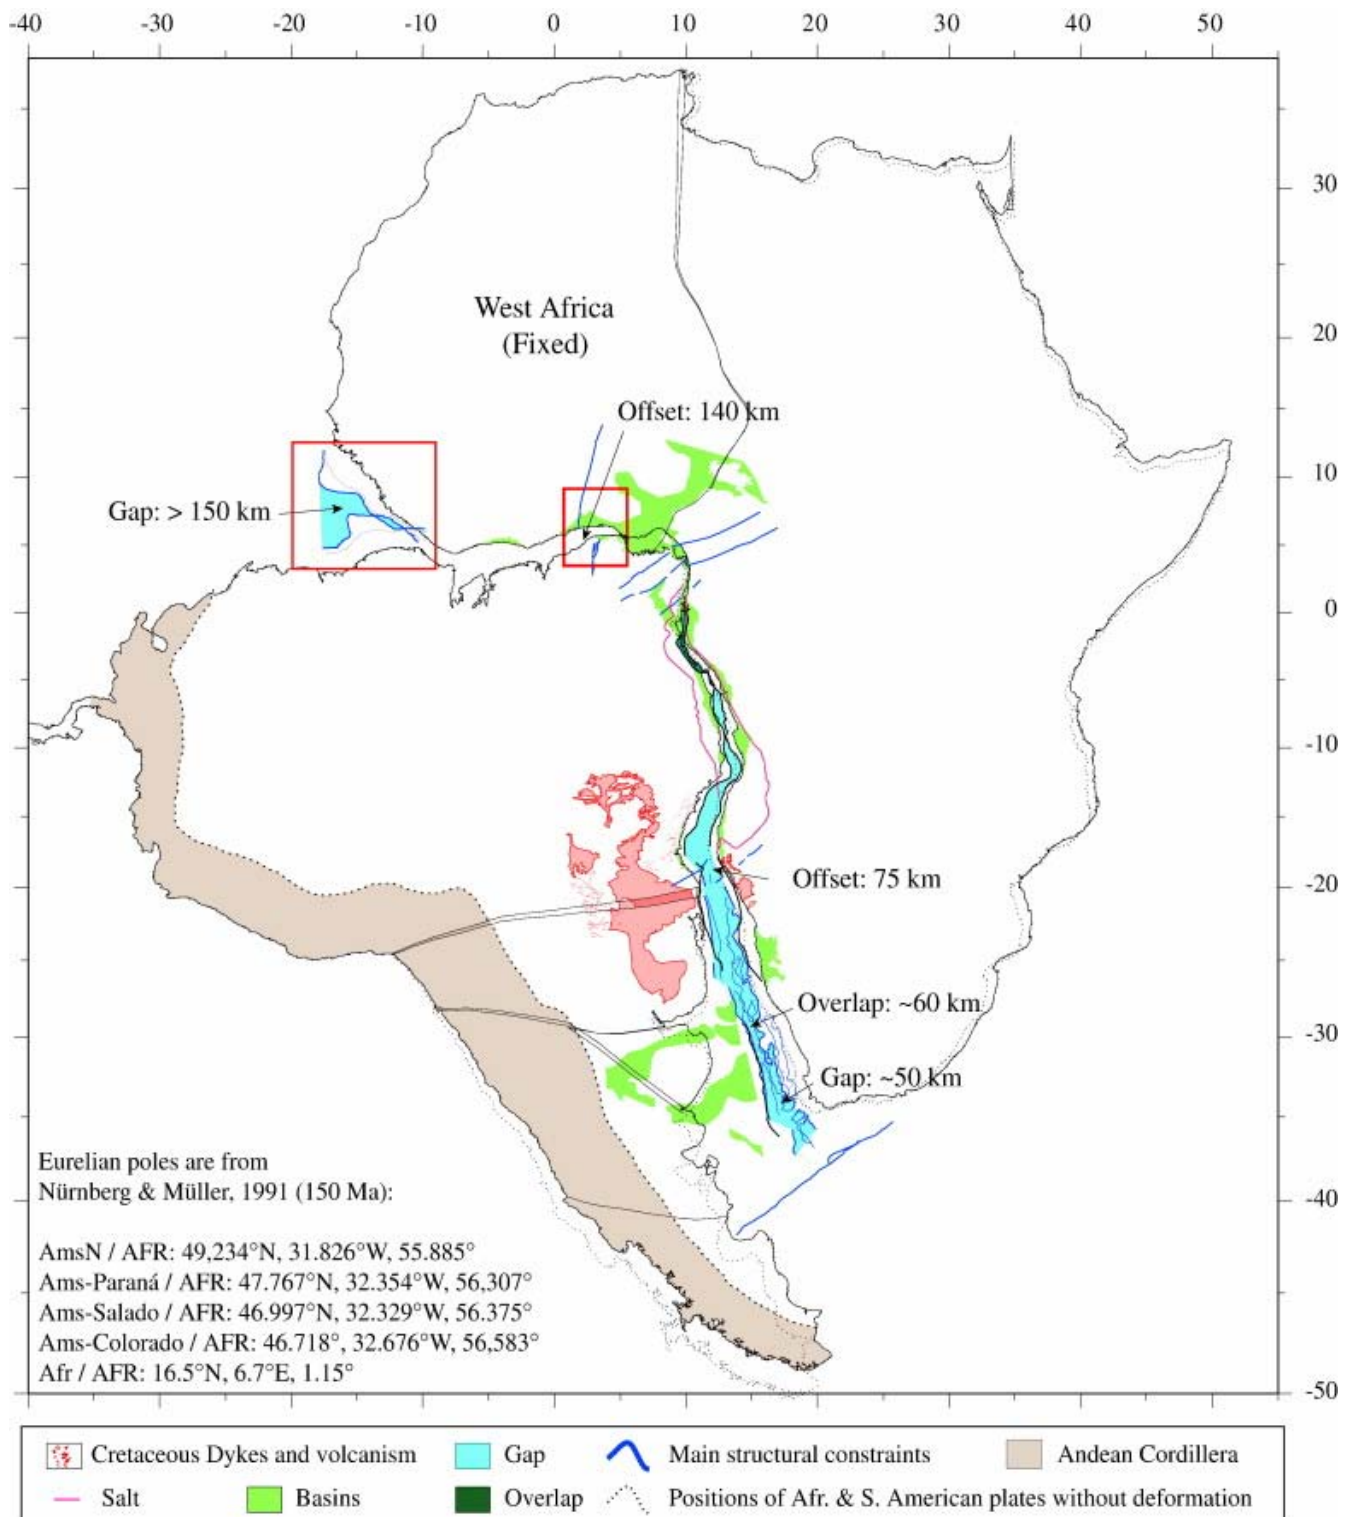 -40 -20 -10 0 10 20 30 40 50
30
West Africa
(Fixed)
20
Offset: 140 km
10
Gap: > 150 km
0
-10
Offset: 75 km
-20
Overlap: ~60 km
-30
Gap: ~50 km
Eurelian poles are from
Nürnberg & Müller, 1991 (150 Ma):
-40
AmsN / AFR: 49,234°N, 31.826°W, 55.885°
Ams-Paraná / AFR: 47.767°N, 32.354°W, 56,307°
Ams-Salado / AFR: 46.997°N, 32.329°W, 56.375°
Ams-Colorado / AFR: 46.718°, 32.676°W, 56,583°
Afr / AFR: 16.5°N, 6.7°E, 1.15°
-50
Cretaceous Dykes and volcanism Gap Main structural constraints Andean Cordillera
Salt Basins Overlap Positions of Afr. & S. American plates without deformation